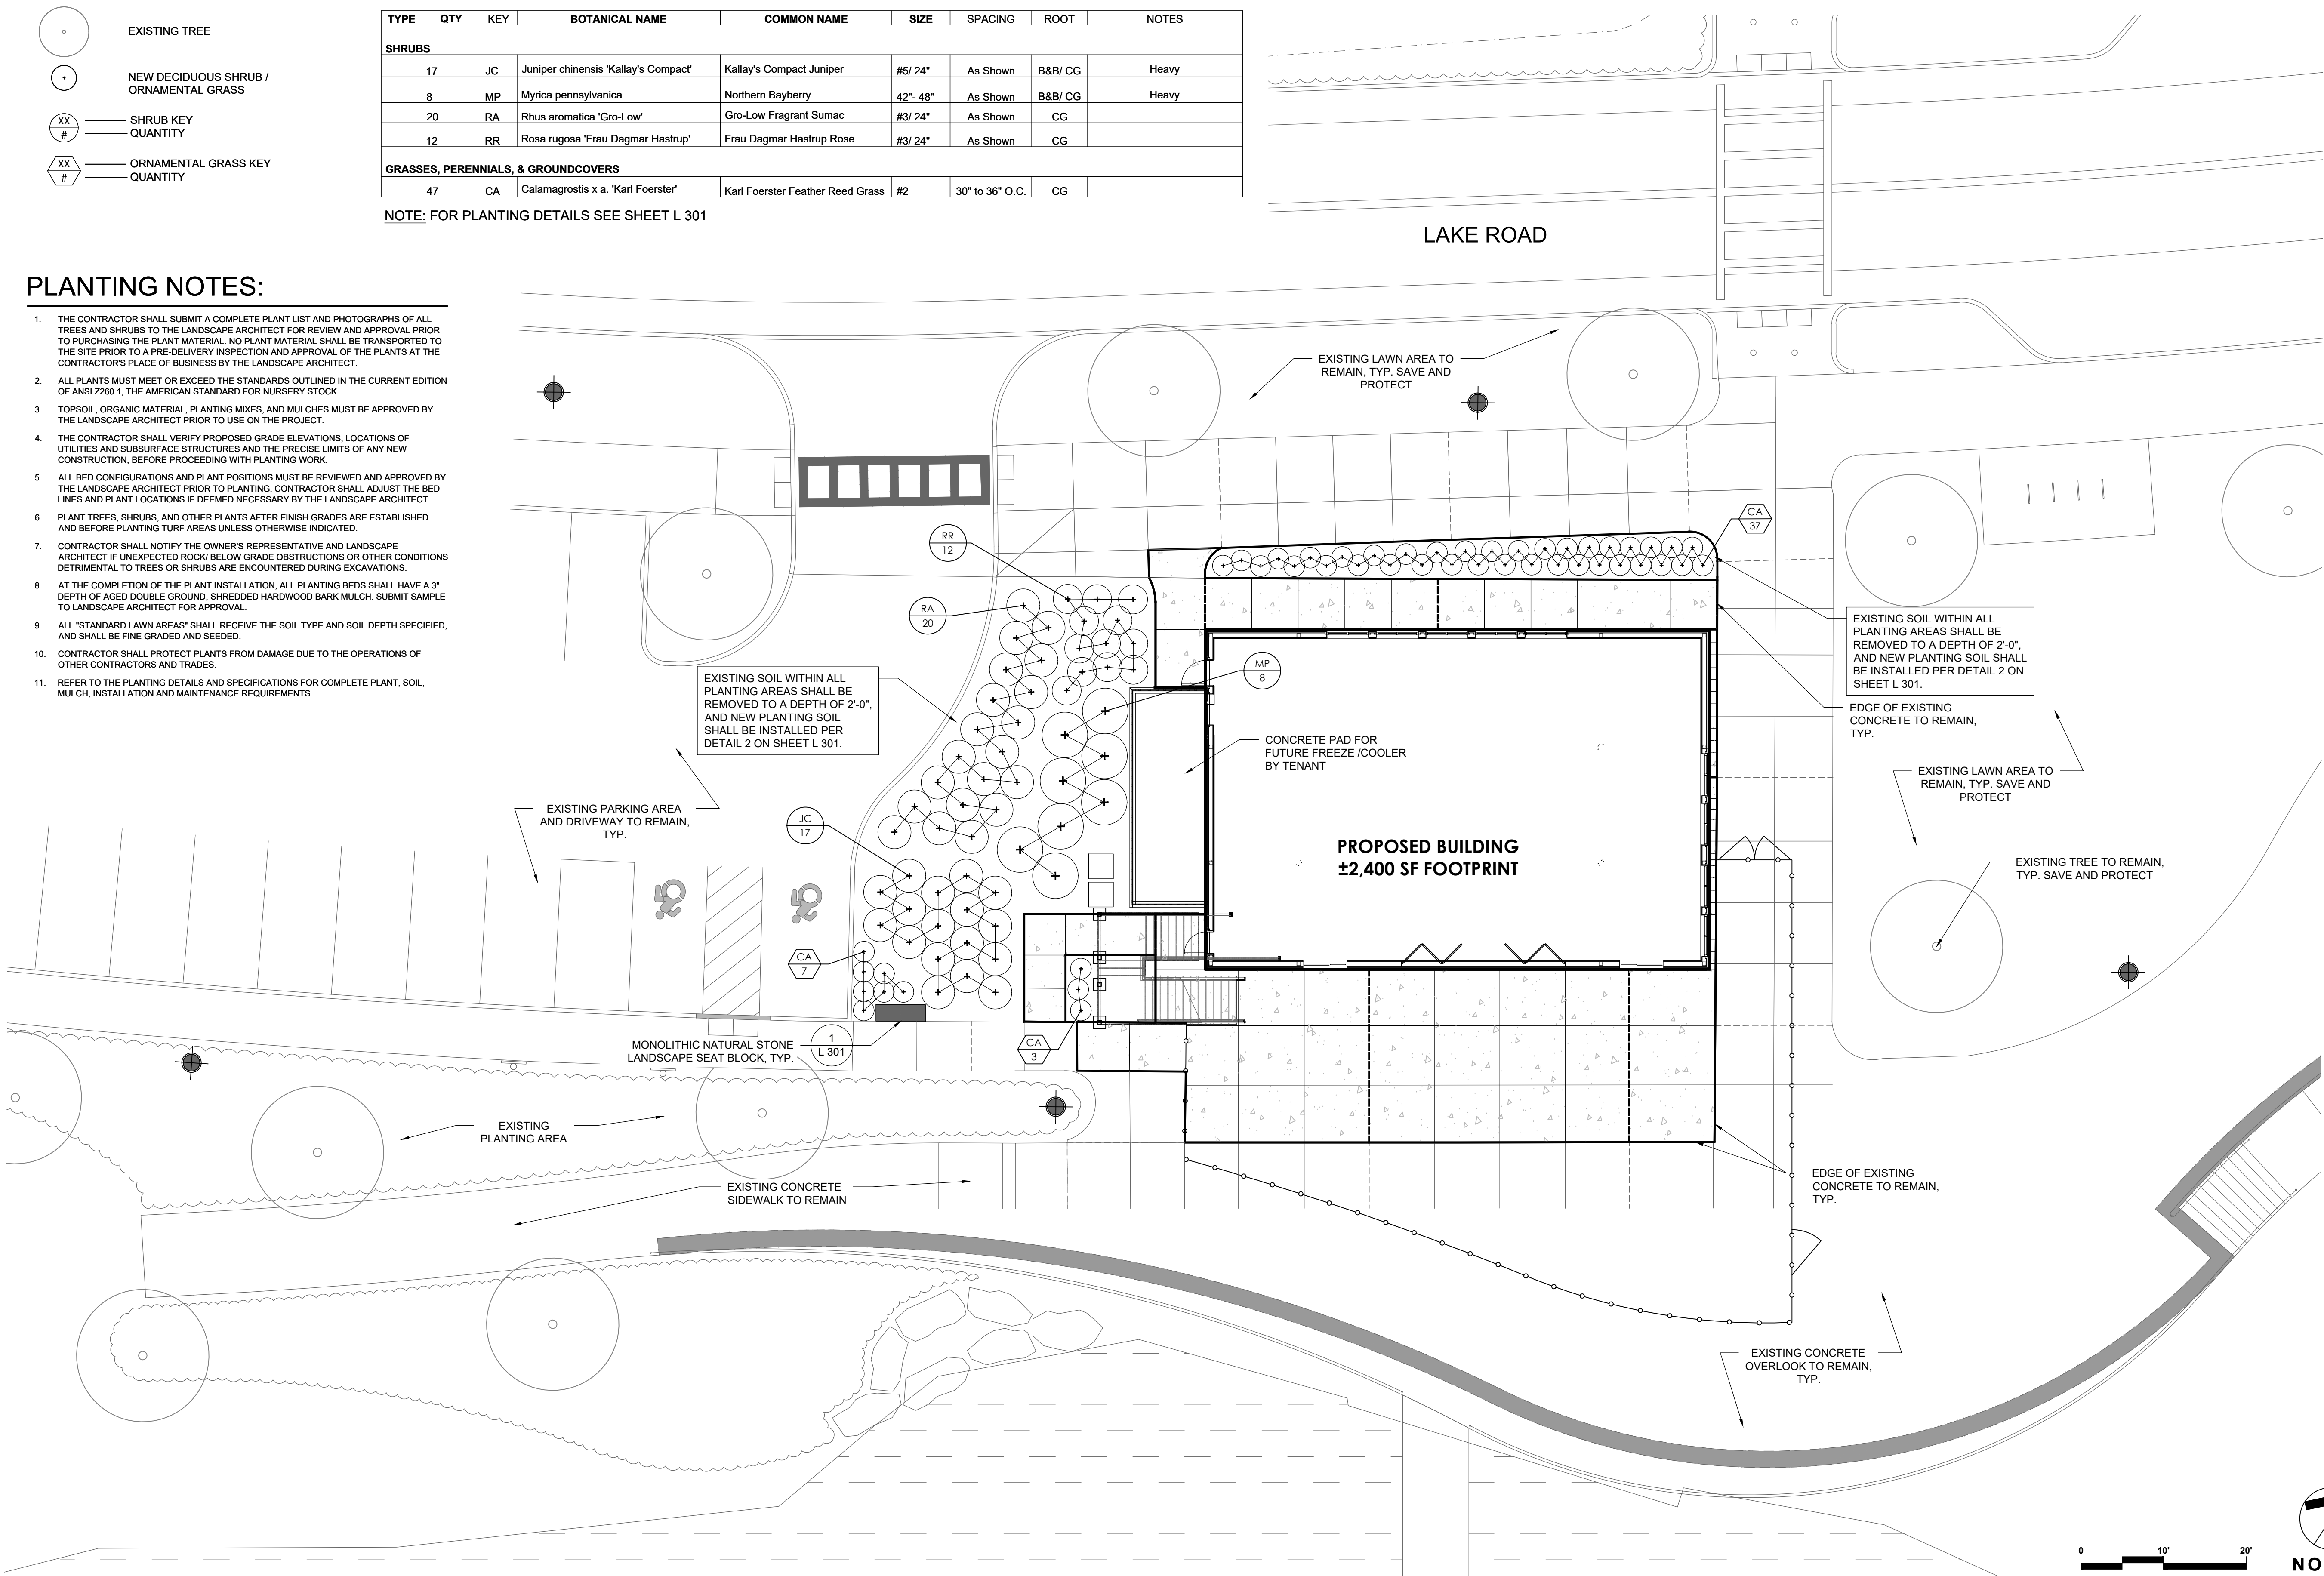 EXISTING TREE
NEW DECIDUOUS SHRUB /
ORNAMENTAL GRASS
XX
#
SHRUB KEY
QUANTITY
XX
#
ORNAMENTAL GRASS KEY
QUANTITY
TYPE QTY KEY BOTANICAL NAME COMMON NAME SIZE SPACING ROOT NOTES
SHRUBS
17 JC Juniper chinensis 'Kallay's Compact' Kallay's Compact Juniper #5/ 24" As Shown B&B/ CG Heavy
8 MP Myrica pennsylvanica Northern Bayberry 42"- 48" As Shown B&B/ CG Heavy
20 RA Rhus aromatica 'Gro-Low' Gro-Low Fragrant Sumac #3/ 24" As Shown CG
12 RR Rosa rugosa 'Frau Dagmar Hastrup' Frau Dagmar Hastrup Rose #3/ 24" As Shown CG
GRASSES, PERENNIALS, & GROUNDCOVERS
47 CA Calamagrostis x a. 'Karl Foerster' Karl Foerster Feather Reed Grass #2 30" to 36" O.C. CG
NOTE: FOR PLANTING DETAILS SEE SHEET L 301
LAKE ROAD
PLANTING NOTES:
1. THE CONTRACTOR SHALL SUBMIT A COMPLETE PLANT LIST AND PHOTOGRAPHS OF ALL
TREES AND SHRUBS TO THE LANDSCAPE ARCHITECT FOR REVIEW AND APPROVAL PRIOR
TO PURCHASING THE PLANT MATERIAL. NO PLANT MATERIAL SHALL BE TRANSPORTED TO
THE SITE PRIOR TO A PRE-DELIVERY INSPECTION AND APPROVAL OF THE PLANTS AT THE
CONTRACTOR'S PLACE OF BUSINESS BY THE LANDSCAPE ARCHITECT.
2. ALL PLANTS MUST MEET OR EXCEED THE STANDARDS OUTLINED IN THE CURRENT EDITION
OF ANSI Z260.1, THE AMERICAN STANDARD FOR NURSERY STOCK.
3. TOPSOIL, ORGANIC MATERIAL, PLANTING MIXES, AND MULCHES MUST BE APPROVED BY
THE LANDSCAPE ARCHITECT PRIOR TO USE ON THE PROJECT.
4. THE CONTRACTOR SHALL VERIFY PROPOSED GRADE ELEVATIONS, LOCATIONS OF
UTILITIES AND SUBSURFACE STRUCTURES AND THE PRECISE LIMITS OF ANY NEW
CONSTRUCTION, BEFORE PROCEEDING WITH PLANTING WORK.
5. ALL BED CONFIGURATIONS AND PLANT POSITIONS MUST BE REVIEWED AND APPROVED BY
THE LANDSCAPE ARCHITECT PRIOR TO PLANTING. CONTRACTOR SHALL ADJUST THE BED
LINES AND PLANT LOCATIONS IF DEEMED NECESSARY BY THE LANDSCAPE ARCHITECT.
6. PLANT TREES, SHRUBS, AND OTHER PLANTS AFTER FINISH GRADES ARE ESTABLISHED
AND BEFORE PLANTING TURF AREAS UNLESS OTHERWISE INDICATED.
7. CONTRACTOR SHALL NOTIFY THE OWNER'S REPRESENTATIVE AND LANDSCAPE
ARCHITECT IF UNEXPECTED ROCK/ BELOW GRADE OBSTRUCTIONS OR OTHER CONDITIONS
DETRIMENTAL TO TREES OR SHRUBS ARE ENCOUNTERED DURING EXCAVATIONS.
8. AT THE COMPLETION OF THE PLANT INSTALLATION, ALL PLANTING BEDS SHALL HAVE A 3"
DEPTH OF AGED DOUBLE GROUND, SHREDDED HARDWOOD BARK MULCH. SUBMIT SAMPLE
TO LANDSCAPE ARCHITECT FOR APPROVAL.
9. ALL "STANDARD LAWN AREAS" SHALL RECEIVE THE SOIL TYPE AND SOIL DEPTH SPECIFIED,
AND SHALL BE FINE GRADED AND SEEDED.
10. CONTRACTOR SHALL PROTECT PLANTS FROM DAMAGE DUE TO THE OPERATIONS OF
OTHER CONTRACTORS AND TRADES.
11. REFER TO THE PLANTING DETAILS AND SPECIFICATIONS FOR COMPLETE PLANT, SOIL,
MULCH, INSTALLATION AND MAINTENANCE REQUIREMENTS.
EXISTING LAWN AREA TO
REMAIN, TYP. SAVE AND
PROTECT
CA
37
RR
12
RA
20
MP
8
EXISTING SOIL WITHIN ALL
PLANTING AREAS SHALL BE
REMOVED TO A DEPTH OF 2'-0",
AND NEW PLANTING SOIL SHALL
BE INSTALLED PER DETAIL 2 ON
SHEET L 301.
EXISTING SOIL WITHIN ALL
PLANTING AREAS SHALL BE
REMOVED TO A DEPTH OF 2'-0",
AND NEW PLANTING SOIL
SHALL BE INSTALLED PER
DETAIL 2 ON SHEET L 301.
EDGE OF EXISTING
CONCRETE TO REMAIN,
TYP.
CONCRETE PAD FOR
FUTURE FREEZE /COOLER
BY TENANT
EXISTING LAWN AREA TO
REMAIN, TYP. SAVE AND
PROTECT
EXISTING PARKING AREA
AND DRIVEWAY TO REMAIN,
TYP.
JC
17
PROPOSED BUILDING
±2,400 SF FOOTPRINT
EXISTING TREE TO REMAIN,
TYP. SAVE AND PROTECT
CA
7
MONOLITHIC NATURAL STONE
LANDSCAPE SEAT BLOCK, TYP.
1
L 301
CA
3
EXISTING
PLANTING AREA
EXISTING CONCRETE
SIDEWALK TO REMAIN
EDGE OF EXISTING
CONCRETE TO REMAIN,
TYP.
EXISTING CONCRETE
OVERLOOK TO REMAIN,
TYP.
0 10' 20'
NO